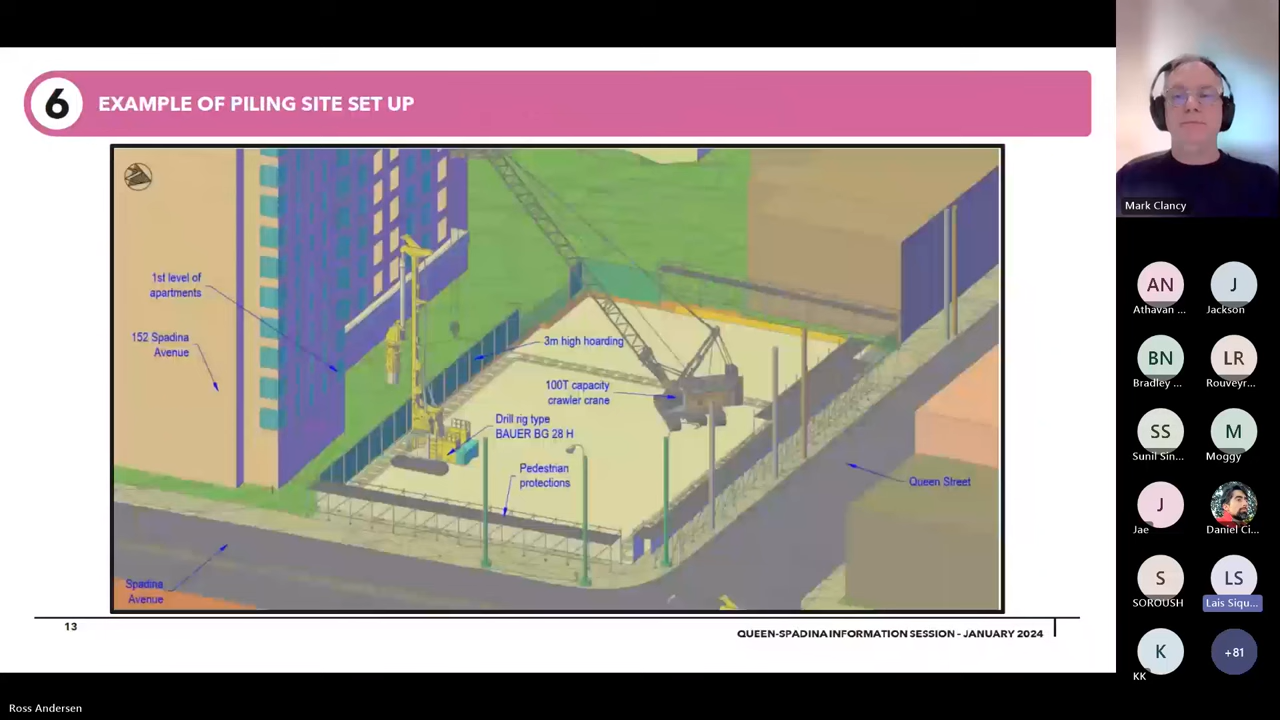 6
EXAMPLE OF PILING SITE SET UP
1st level of
apartments
152 Spadina
Avenue
3m high hoarding
100T capacity
crawler crane
Drill rig type
BAUER BG 28 H
Pedestrian
protections
Queen Street
Spadina
Avenue
13
QUEEN-SPADINA INFORMATION SESSION - JANUARY 2024
Mark Clancy
AN
Athavan ...
J
Jackson
BN
Bradley ...
LR
Rouveyr...
SS
Sunil Sin...
M
Moggy
J
Jae
Daniel Ci...
S
SOROUSH
LS
Lais Siqu...
K
KK
+81
Ross Andersen